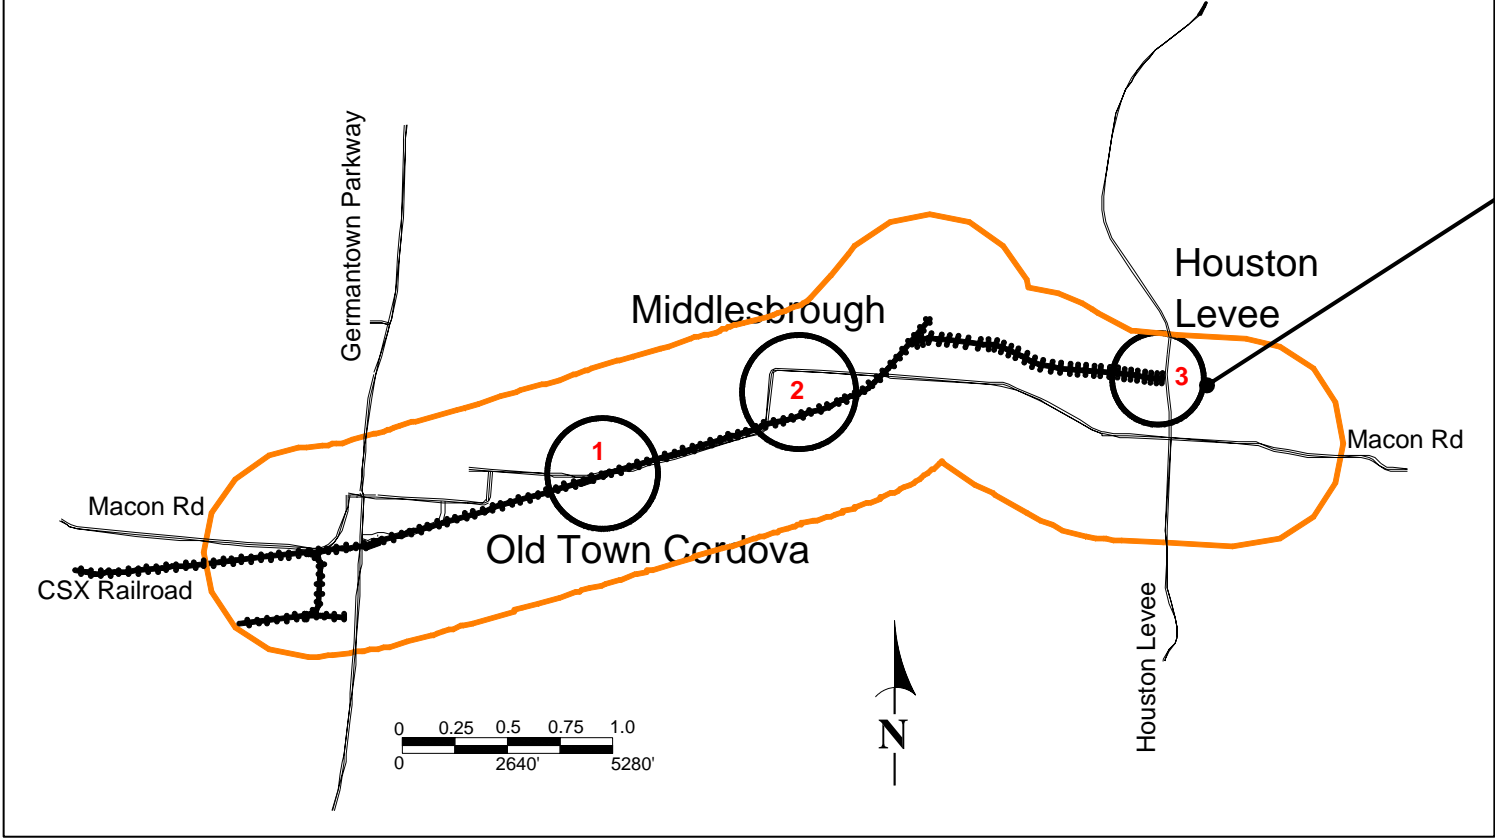 Germantown Parkway
Houston
Levee
Middlesbrough
3
2
Macon Rd
1
Macon Rd
Old Town Cordova
CSX Railroad
Houston Levee
0 0.25 0.5 0.75 1.0
N
0 2640' 5280'